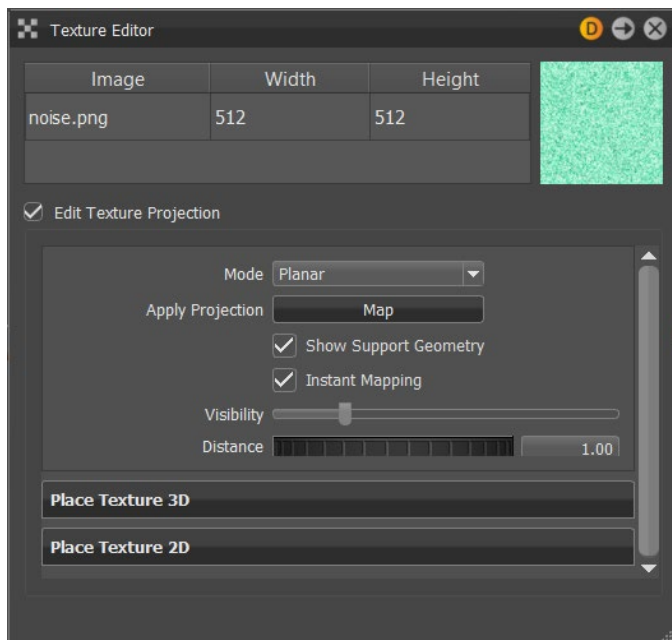 Texture Editor
D
Image Width Height
noise.png 512 512
Edit Texture Projection
Mode Planar
Apply Projection Map
Show Support Geometry
Instant Mapping
Visibility
Distance 1.00
Place Texture 3D
Place Texture 2D